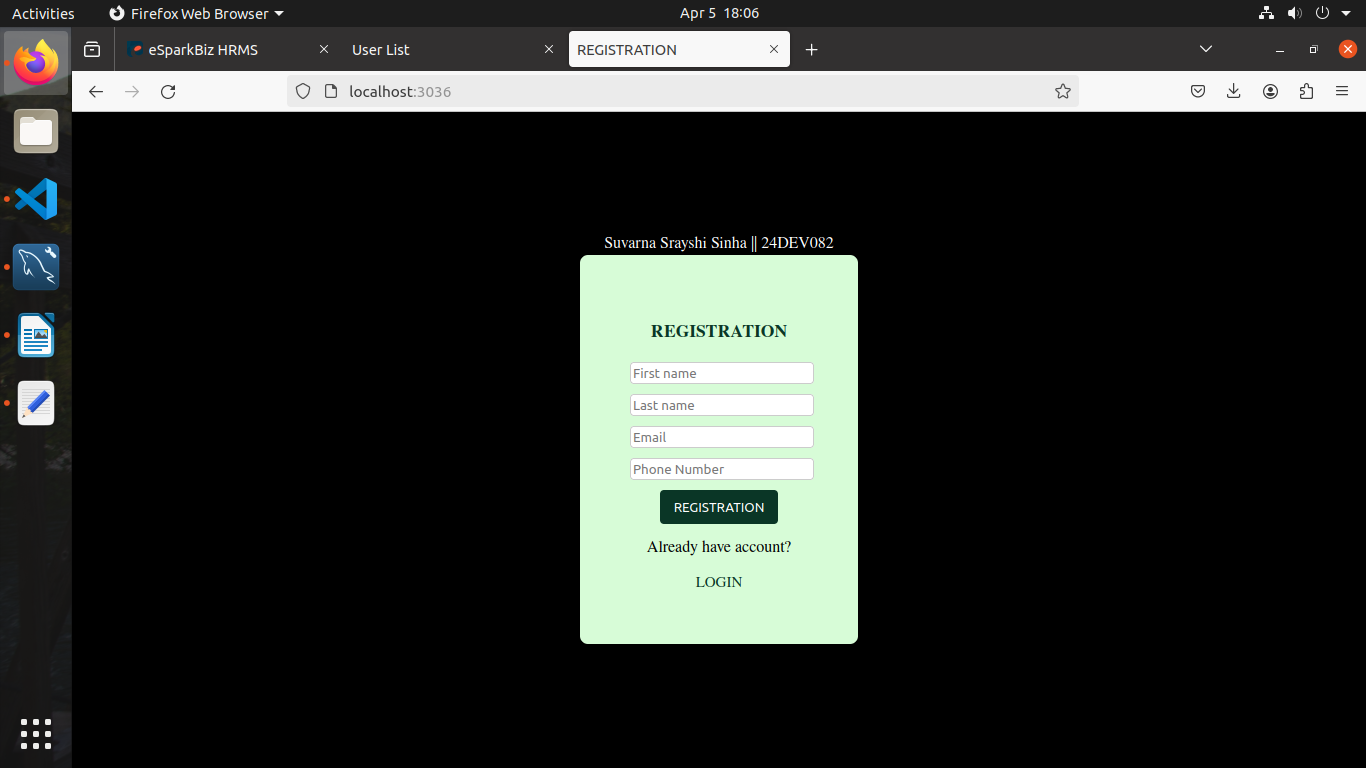 Activities
Firefox Web Browser
Apr 5 18:06
eSparkBiz HRMS
User List
REGISTRATION
localhost:3036
Suvarna Srayshi Sinha || 24DEV082
REGISTRATION
First name
Last name
Email
Phone Number
REGISTRATION
Already have account?
LOGIN